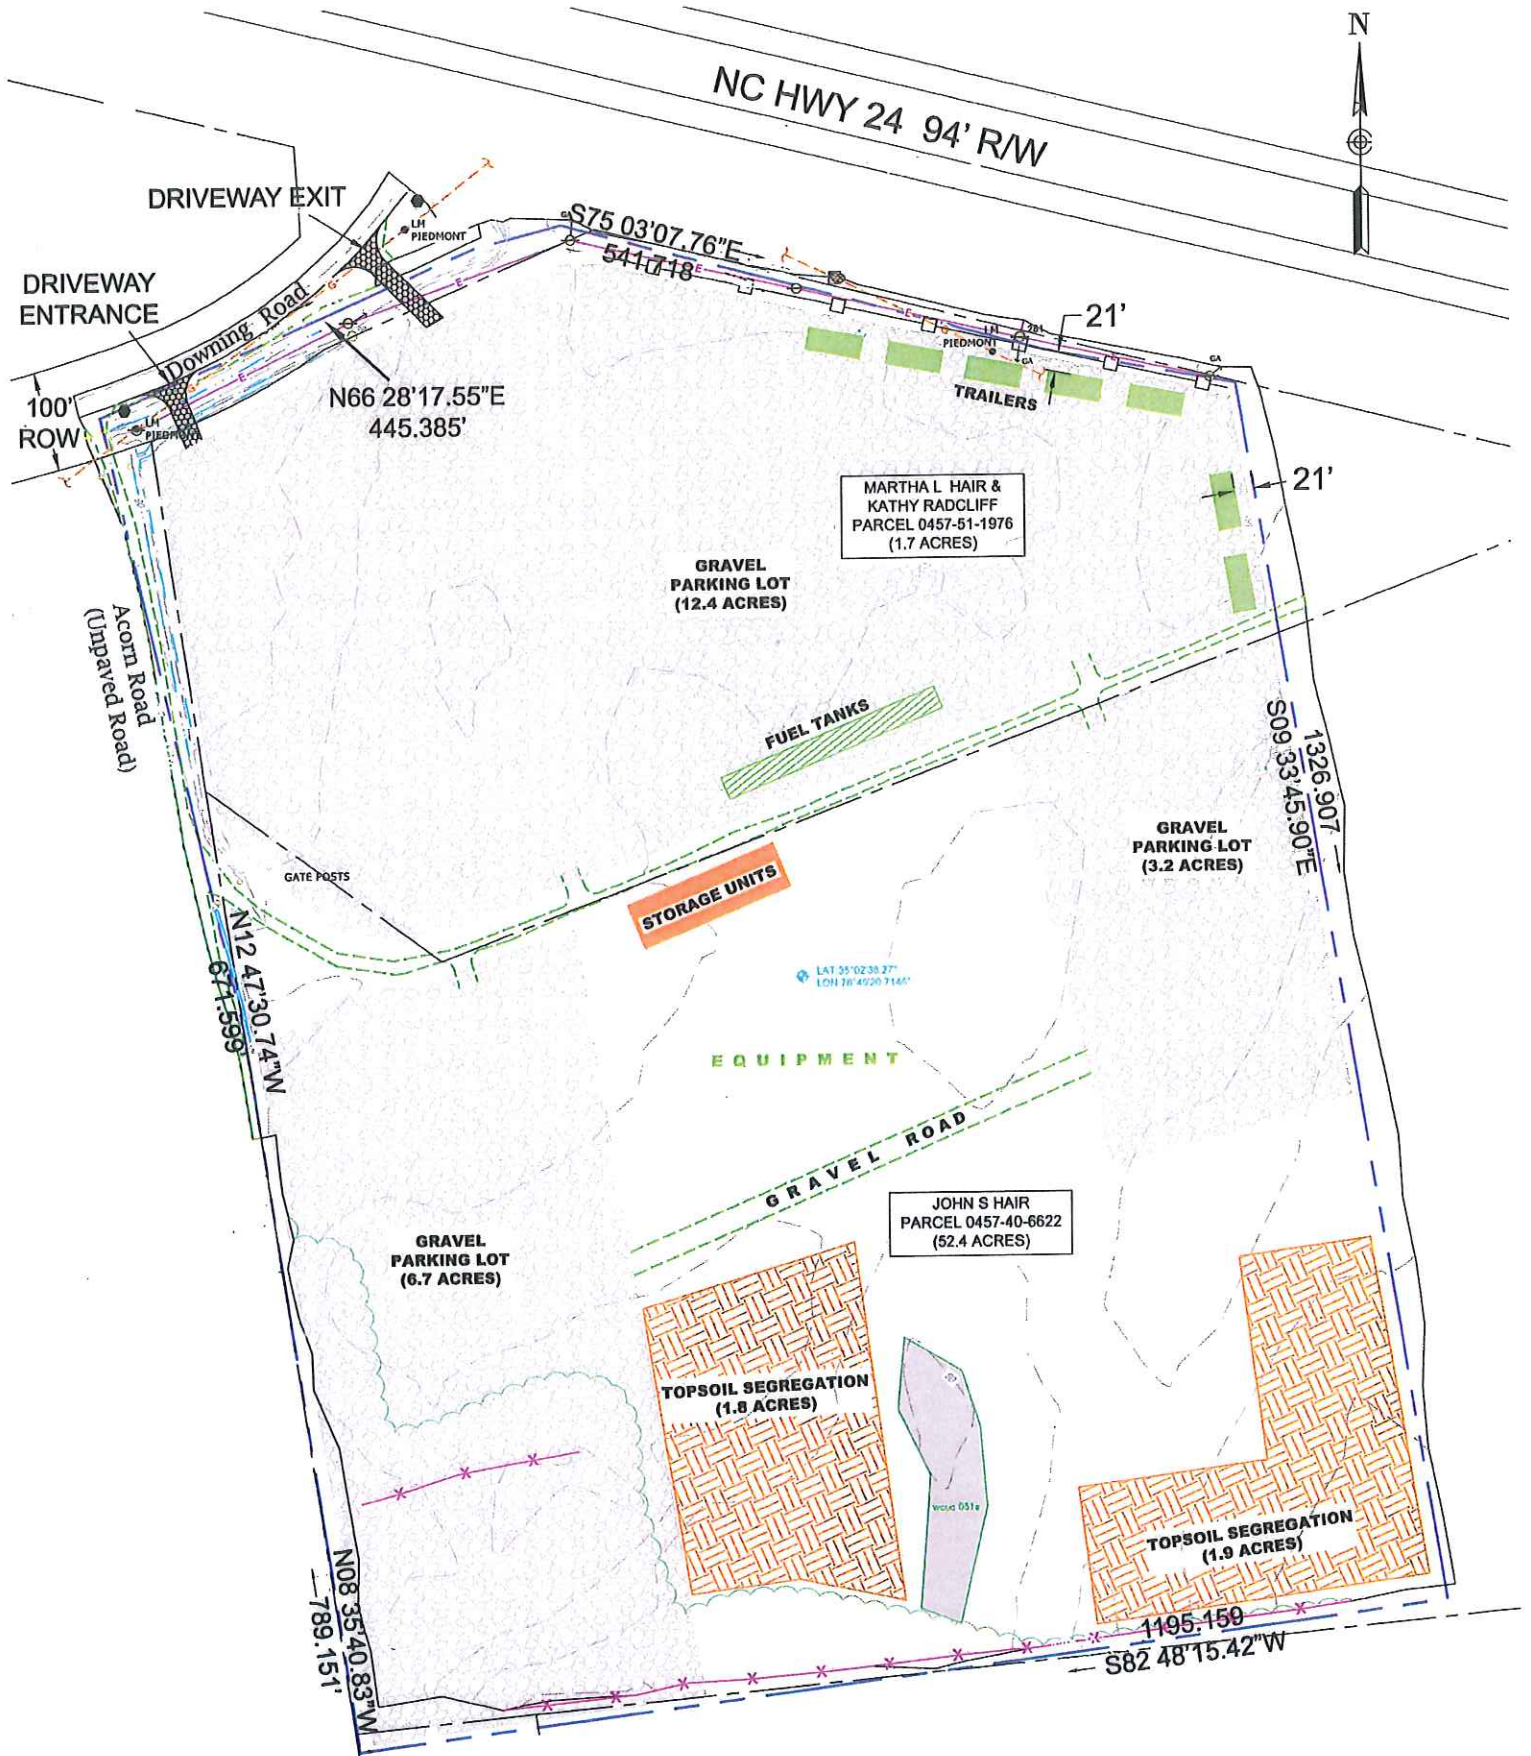 N
NC HWY 24  94' R/W
DRIVEWAY EXIT
LM
PIEDMONT
S75 03'07.76"E
541.718
DRIVEWAY
ENTRANCE
Downing Road
21'
LM
PIEDMONT
GA
GA
TRAILERS
N66 28'17.55"E
445.385'
100'
ROW
LM
PIEDMONT
21'
MARTHA L HAIR &
KATHY RADCLIFF
PARCEL 0457-51-1976
(1.7 ACRES)
GRAVEL
PARKING LOT
(12.4 ACRES)
Acorn Road
(Unpaved Road)
FUEL TANKS
1326.907
S09 33'45.90"E
GRAVEL
PARKING LOT
(3.2 ACRES)
GATE POSTS
STORAGE UNITS
N12 47'30.74"W
671.599'
EQUIPMENT
GRAVEL ROAD
JOHN S HAIR
PARCEL 0457-40-6622
(52.4 ACRES)
GRAVEL
PARKING LOT
(6.7 ACRES)
TOPSOIL SEGREGATION
(1.8 ACRES)
TOPSOIL SEGREGATION
(1.9 ACRES)
N08 35'40.83"W
789.151'
1195.159
S82 48'15.42"W